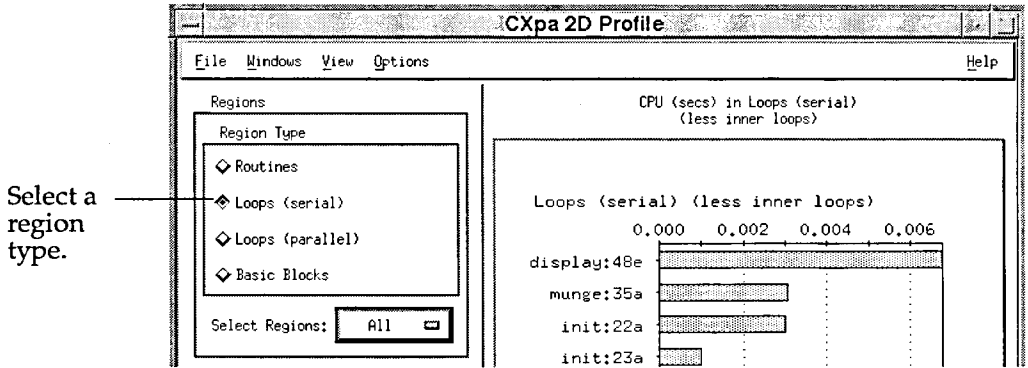 CXpa 2D Profile
File Windows View Options Help
Regions
Region Type
Routines
Loops (serial)
Loops (parallel)
Basic Blocks
Select Regions: All
Select a
region
type.
CPU (secs) in Loops (serial)
(less inner loops)
Loops (serial) (less inner loops)
0.000 0.002 0.004 0.006
display:48e
munge:35a
init:22a
init:23a